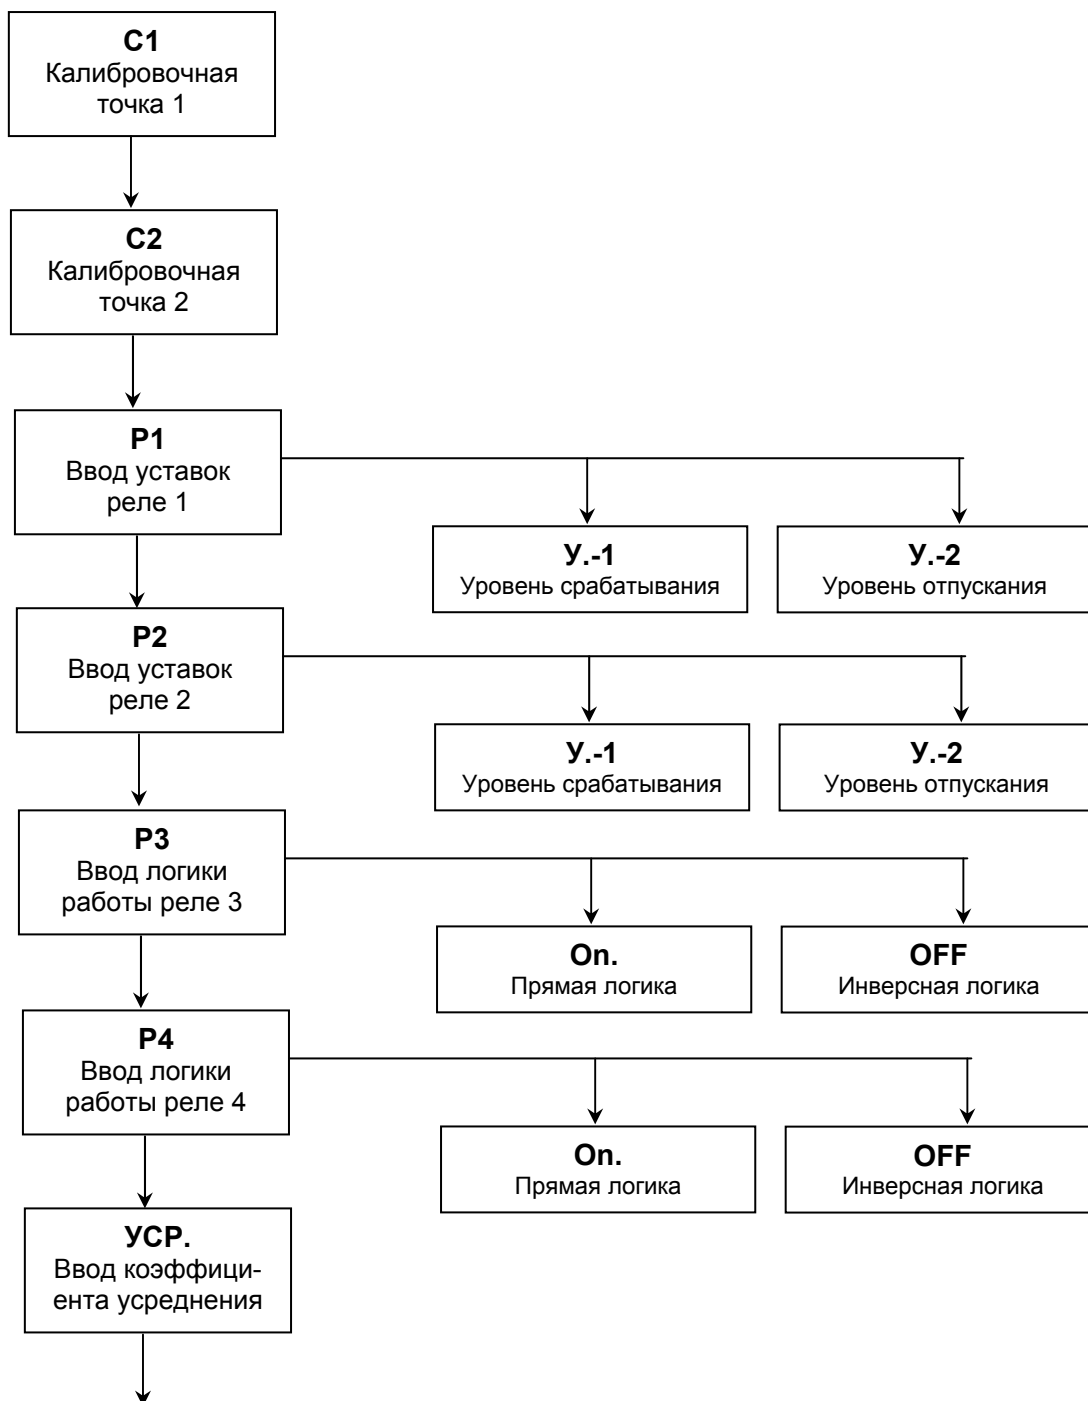 С1
Калибровочная
точка 1
С2
Калибровочная
точка 2
Р1
Ввод уставок
реле 1
У.-1
Уровень срабатывания
У.-2
Уровень отпускания
Р2
Ввод уставок
реле 2
У.-1
Уровень срабатывания
У.-2
Уровень отпускания
Р3
Ввод логики
работы реле 3
On.
Прямая логика
OFF
Инверсная логика
Р4
Ввод логики
работы реле 4
On.
Прямая логика
OFF
Инверсная логика
УСР.
Ввод коэффици-
ента усреднения